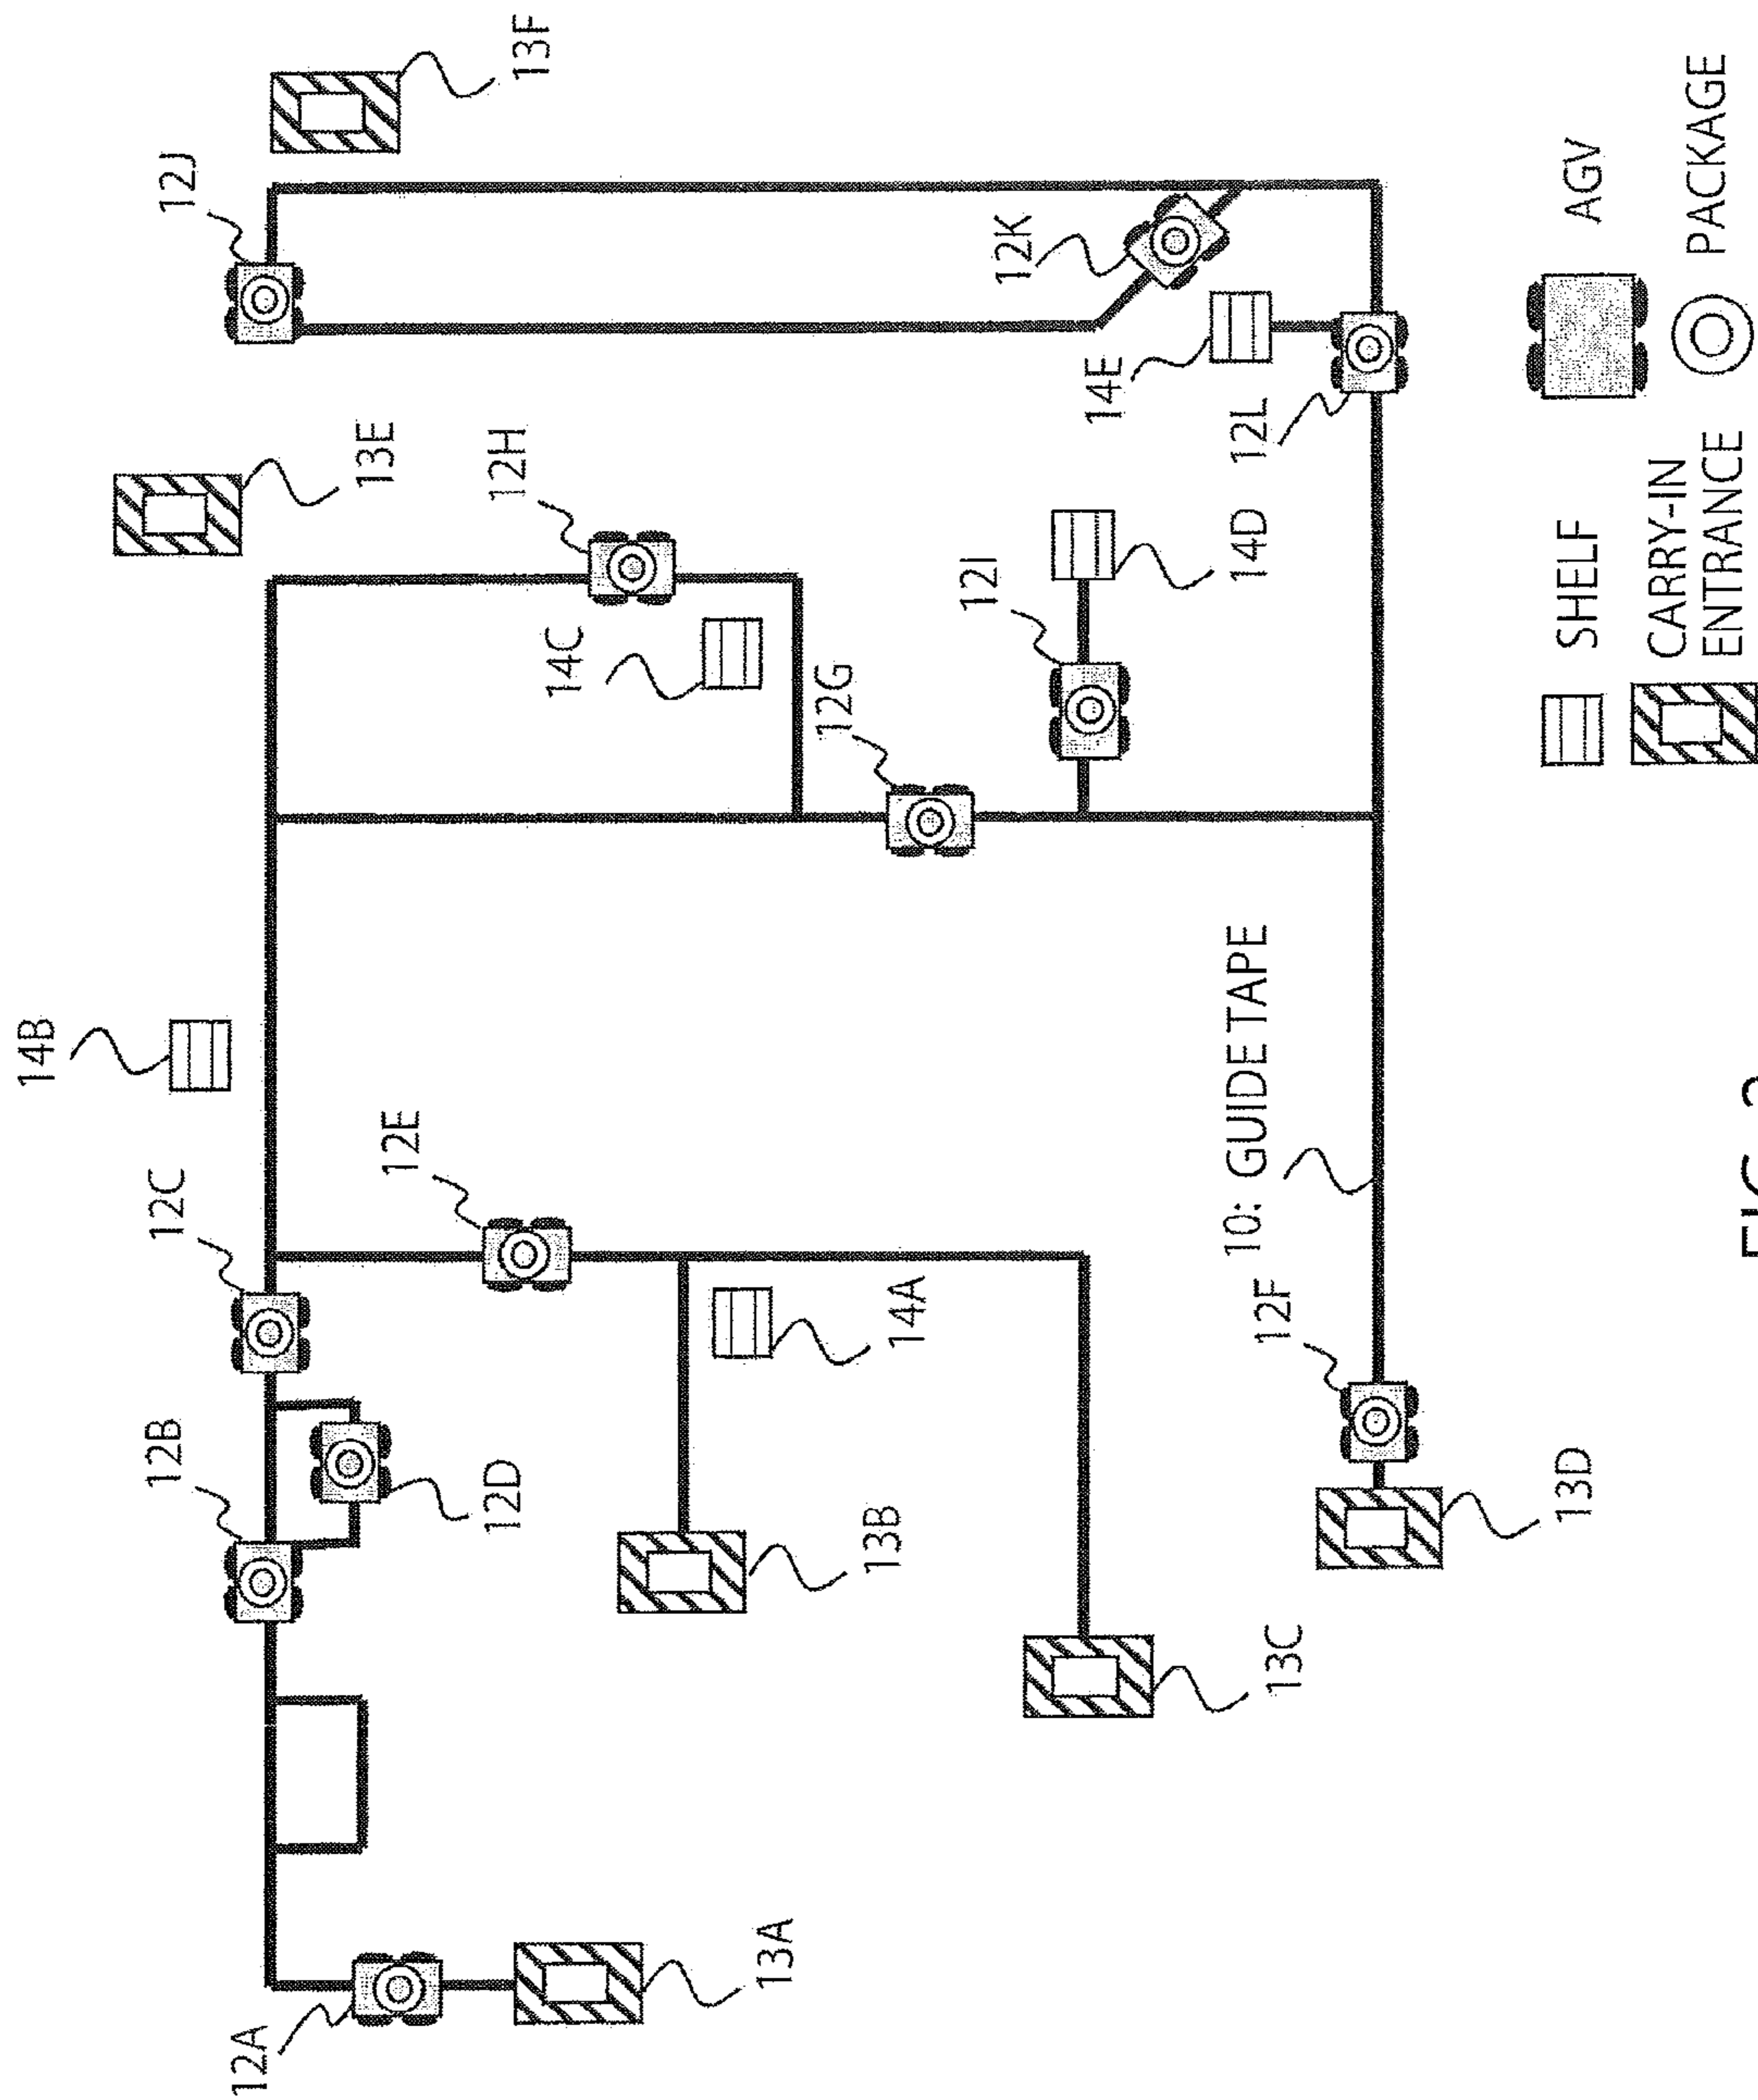 14B
12B
12C
12J
12A
13E
12E
12D
12H
13F
14C
13A
12G
13B
14A
12I
12K
14E
10: GUIDE TAPE
14D
12L
12F
13C
13D
SHELF
AGV
CARRY-IN
ENTRANCE
PACKAGE
FIG.